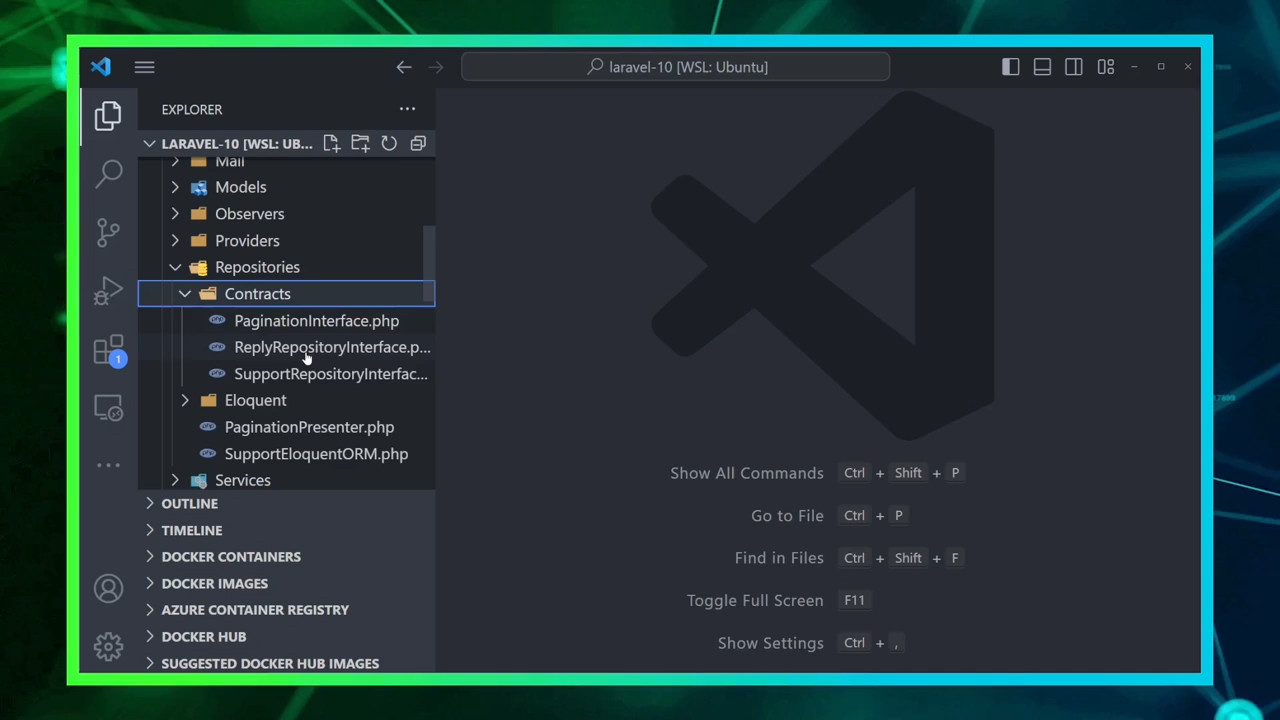 laravel-10 [WSL: Ubuntu]
EXPLORER
LARAVEL-10 [WSL: UB...
Mail
Models
Observers
Providers
Repositories
Contracts
PaginationInterface.php
ReplyRepositoryInterface.p...
SupportRepositoryInterfac...
Eloquent
PaginationPresenter.php
SupportEloquentORM.php
Services
OUTLINE
TIMELINE
DOCKER CONTAINERS
DOCKER IMAGES
AZURE CONTAINER REGISTRY
DOCKER HUB
SUGGESTED DOCKER HUB IMAGES
1
Show All Commands Ctrl + Shift + P
Go to File Ctrl + P
Find in Files Ctrl + Shift + F
Toggle Full Screen F11
Show Settings Ctrl + ,